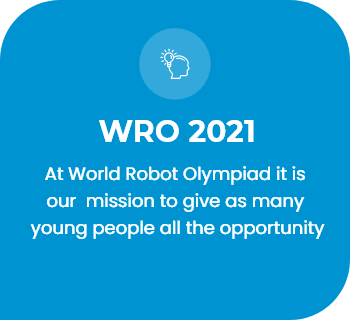 WRO 2021
At World Robot Olympiad it is
our  mission to give as many
young people all the opportunity